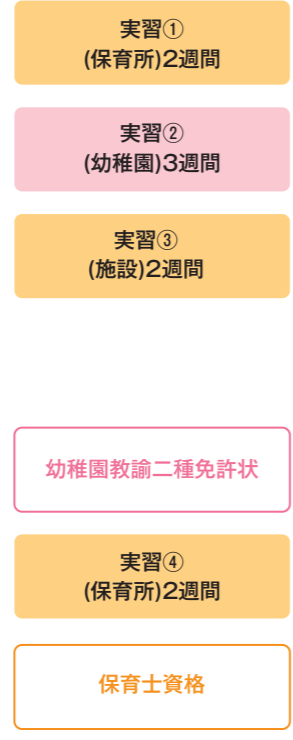 実習①
(保育所)2週間
実習②
(幼稚園)3週間
実習③
(施設)2週間
幼稚園教諭二種免許状
実習④
(保育所)2週間
保育士資格